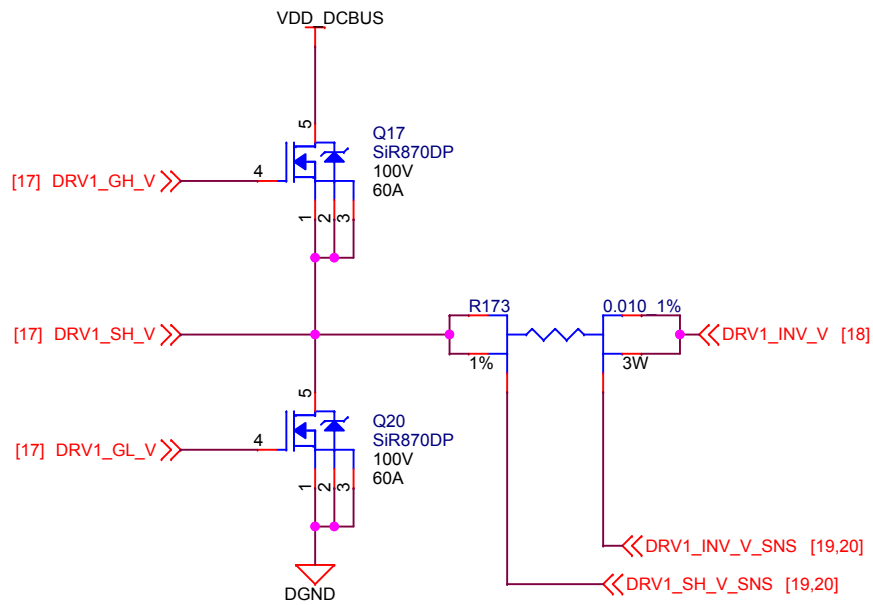 VDD_DCBUS
5
Q17
SiR870DP
100V
60A
[17] DRV1_GH_V
4
1
2
3
R173
0.010_1%
[17] DRV1_SH_V
DRV1_INV_V [18]
1%
3W
5
Q20
SiR870DP
100V
60A
[17] DRV1_GL_V
4
1
2
3
DRV1_INV_V_SNS [19,20]
DRV1_SH_V_SNS [19,20]
DGND